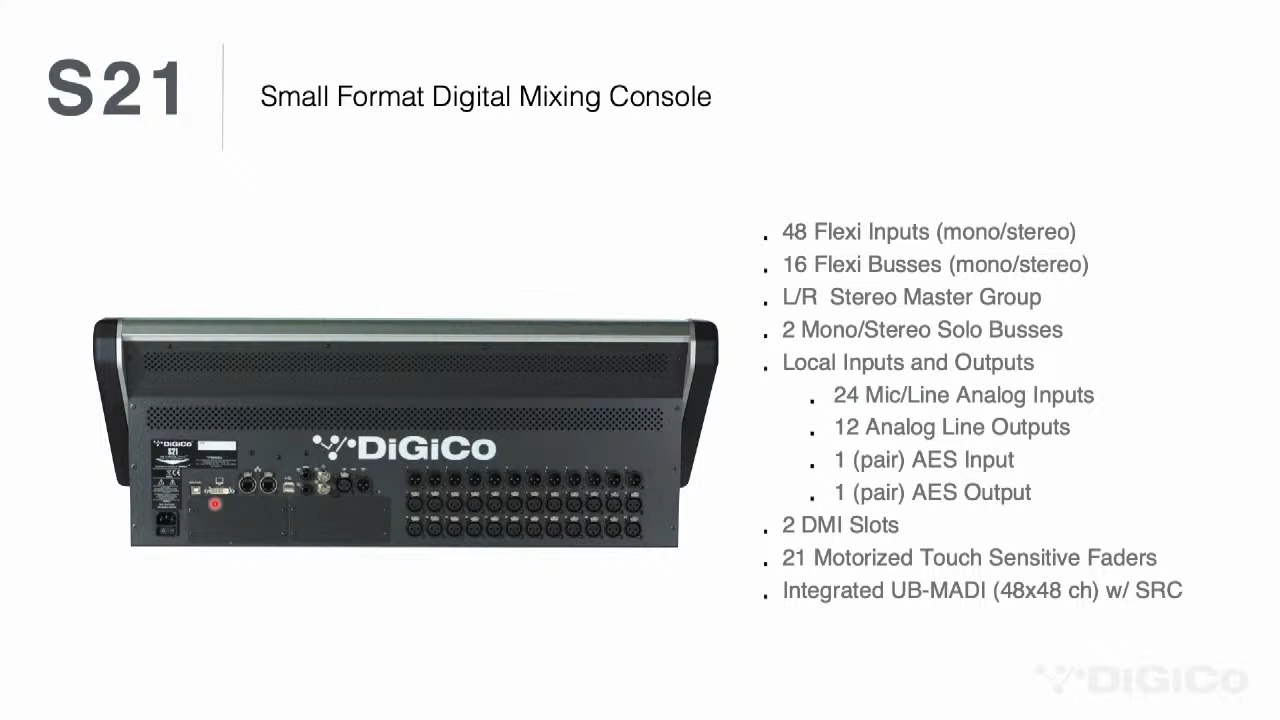 S21
Small Format Digital Mixing Console
. 48 Flexi Inputs (mono/stereo)
. 16 Flexi Busses (mono/stereo)
. L/R Stereo Master Group
. 2 Mono/Stereo Solo Busses
. Local Inputs and Outputs
. 24 Mic/Line Analog Inputs
. 12 Analog Line Outputs
. 1 (pair) AES Input
. 1 (pair) AES Output
. 2 DMI Slots
. 21 Motorized Touch Sensitive Faders
. Integrated UB-MADI (48x48 ch) w/ SRC
DiGiCo
DiGiCo
S21
DiGiCo